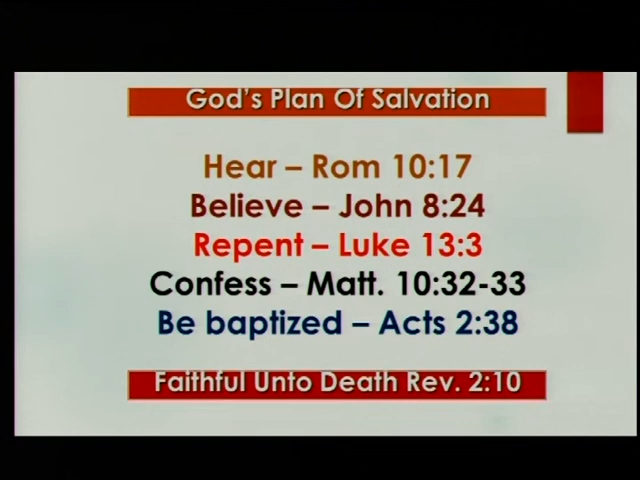 God's Plan Of Salvation
Hear – Rom 10:17
Believe – John 8:24
Repent – Luke 13:3
Confess – Matt. 10:32-33
Be baptized – Acts 2:38
Faithful Unto Death Rev. 2:10